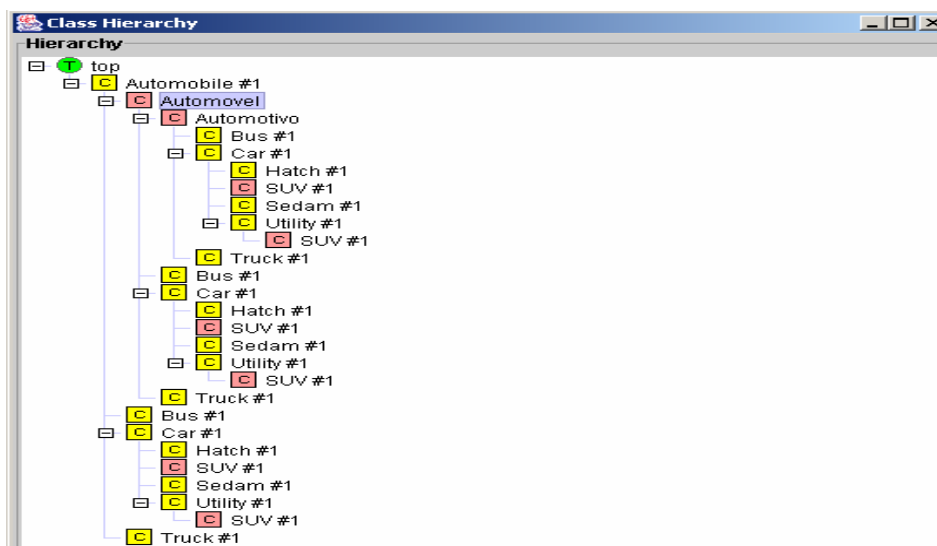 Class Hierarchy
Hierarchy
T top
C Automobile #1
C Automovel
C Automotivo
C Bus #1
C Car #1
C Hatch #1
C SUV #1
C Sedam #1
C Utility #1
C SUV #1
C Truck #1
C Bus #1
C Car #1
C Hatch #1
C SUV #1
C Sedam #1
C Utility #1
C SUV #1
C Truck #1
C Bus #1
C Car #1
C Hatch #1
C SUV #1
C Sedam #1
C Utility #1
C SUV #1
C Truck #1